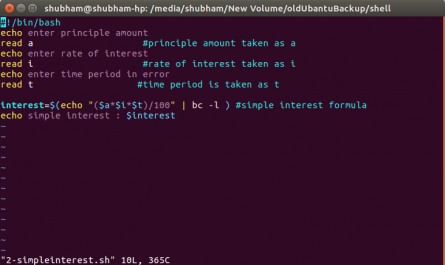 shubham@shubham-hp: /media/shubham/New Volume/oldUbantuBackup/shell
#!/bin/bash
echo enter principle amount
read a #principle amount taken as a
echo enter rate of interest
read i #rate of interest taken as i
echo enter time period in error
read t #time period is taken as t
interest=$(echo "($a*$i*$t)/100" | bc -l ) #simple interest formula
echo simple interest : $interest
~
~
~
~
~
~
~
~
~
~
"2-simpleinterest.sh" 10L, 365C